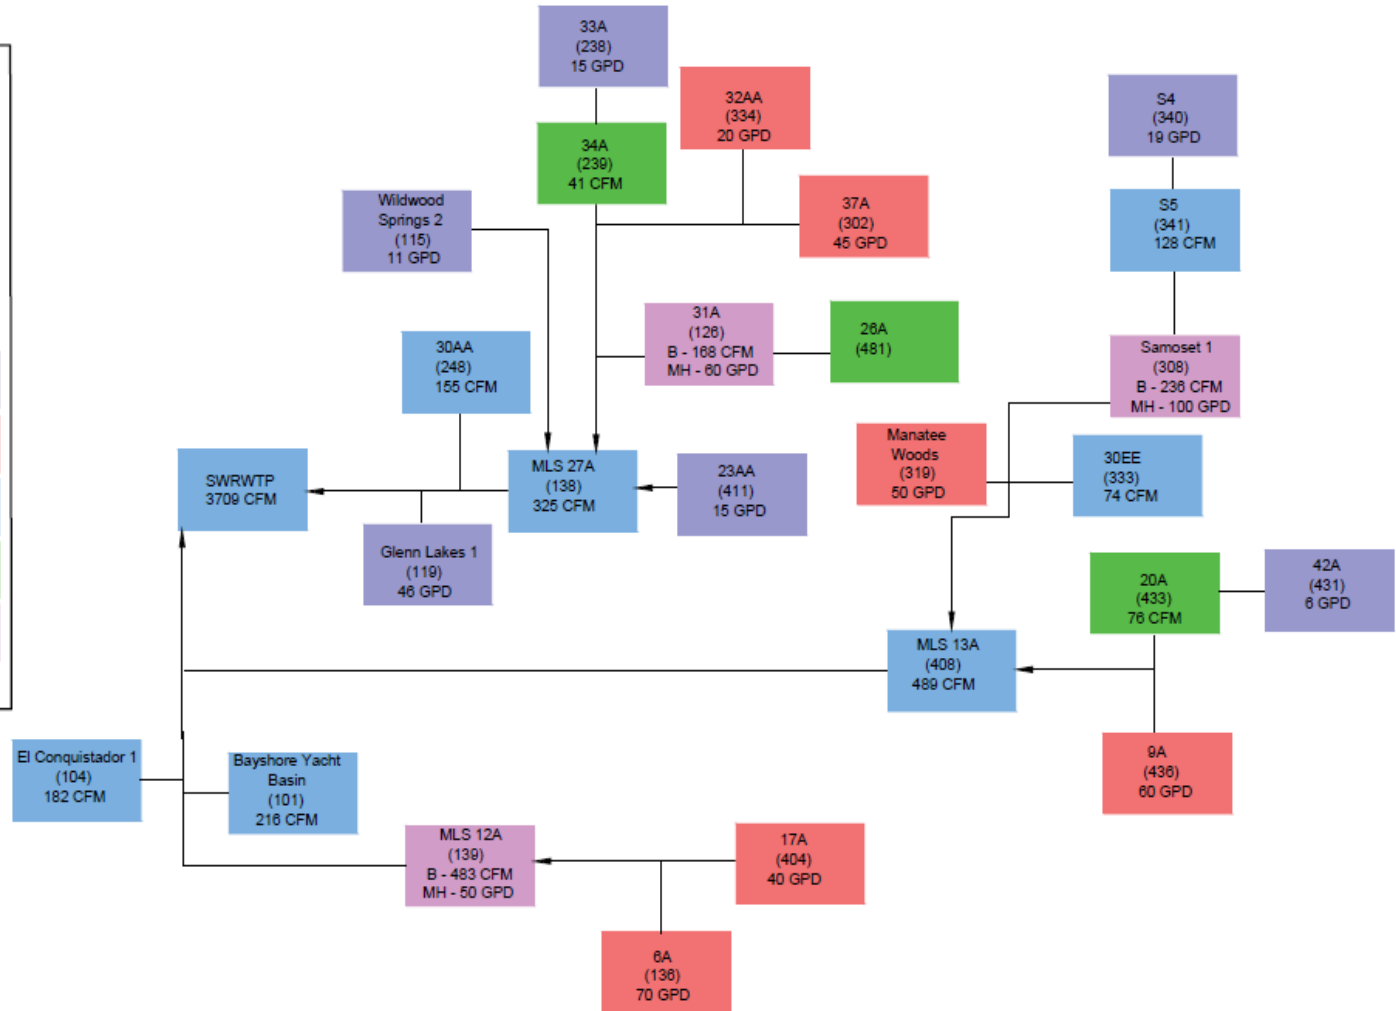 33A
(238)
15 GPD
32AA
(334)
20 GPD
S4
(340)
19 GPD
34A
(239)
41 CFM
Wildwood
Springs 2
(115)
11 GPD
37A
(302)
45 GPD
S5
(341)
128 CFM
31A
(126)
B - 168 CFM
MH - 60 GPD
26A
(481)
30AA
(248)
155 CFM
Samoset 1
(308)
B - 236 CFM
MH - 100 GPD
Manatee
Woods
(319)
50 GPD
30EE
(333)
74 CFM
SWRWTP
3709 CFM
MLS 27A
(138)
325 CFM
23AA
(411)
15 GPD
Glenn Lakes 1
(119)
46 GPD
20A
(433)
76 CFM
42A
(431)
6 GPD
MLS 13A
(408)
489 CFM
El Conquistador 1
(104)
182 CFM
Bayshore Yacht
Basin
(101)
216 CFM
9A
(436)
60 GPD
MLS 12A
(139)
B - 483 CFM
MH - 50 GPD
17A
(404)
40 GPD
6A
(136)
70 GPD